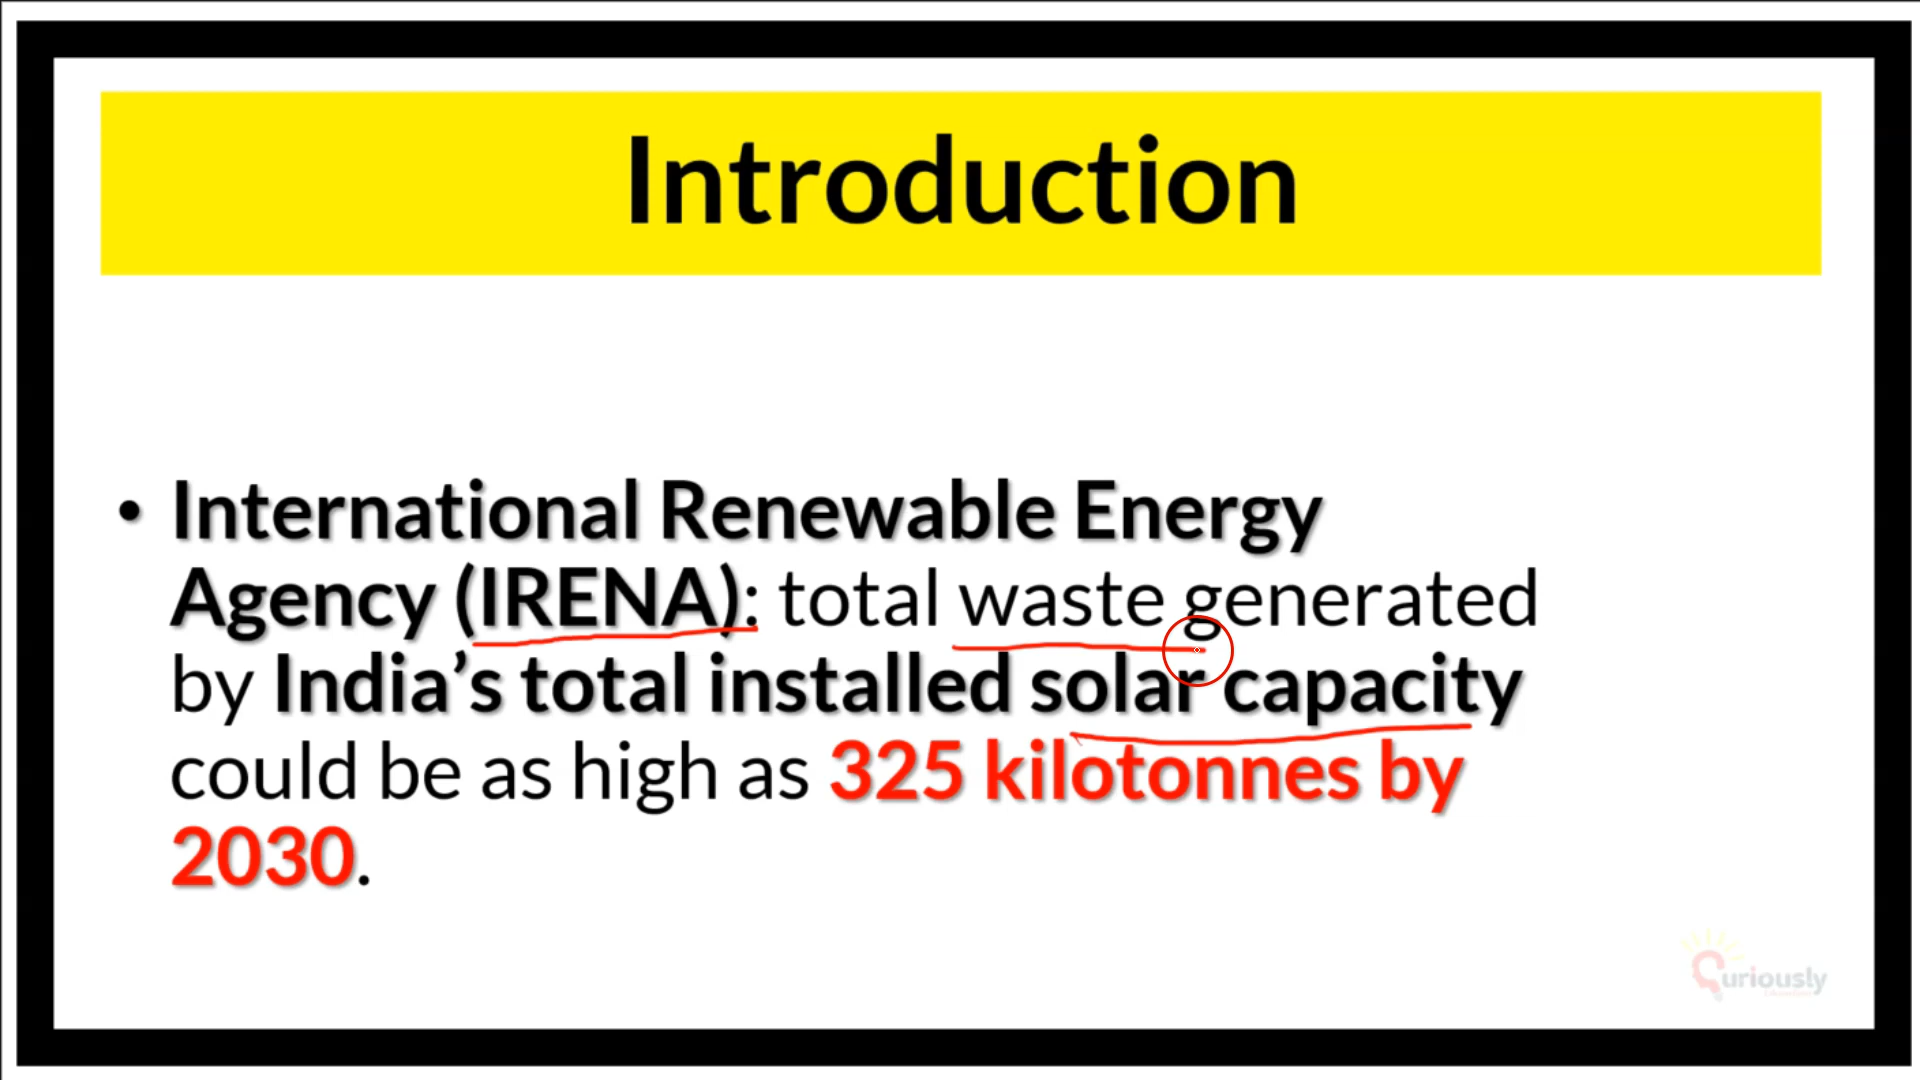 Introduction
• International Renewable Energy
Agency (IRENA): total waste generated
by India’s total installed solar capacity
could be as high as 325 kilotonnes by
2030.
Curiously